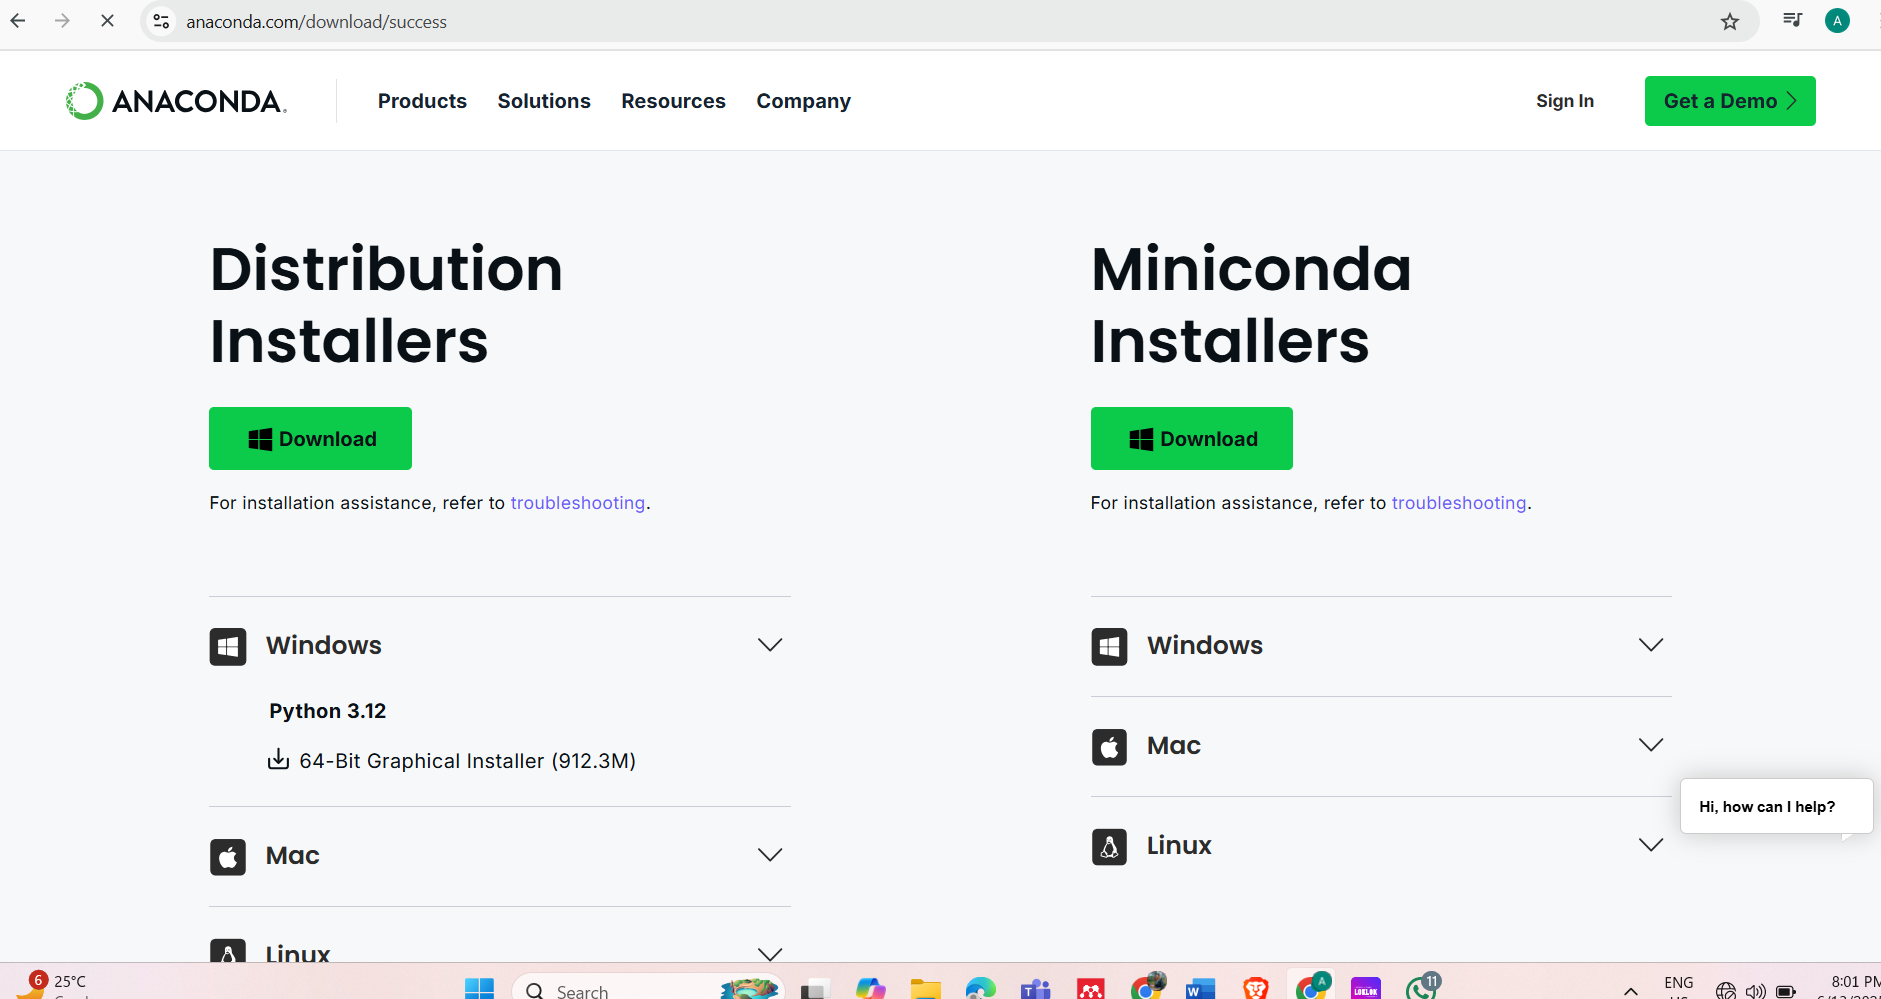 anaconda.com/download/success
A
ANACONDA.
Products
Solutions
Resources
Company
Sign In
Get a Demo
Distribution
Installers
Download
For installation assistance, refer to troubleshooting.
Windows
Python 3.12
64-Bit Graphical Installer (912.3M)
Mac
Linux
Miniconda
Installers
Download
For installation assistance, refer to troubleshooting.
Windows
Mac
Linux
Hi, how can I help?
6
25°C
Search
A
11
ENG
8:01 PM